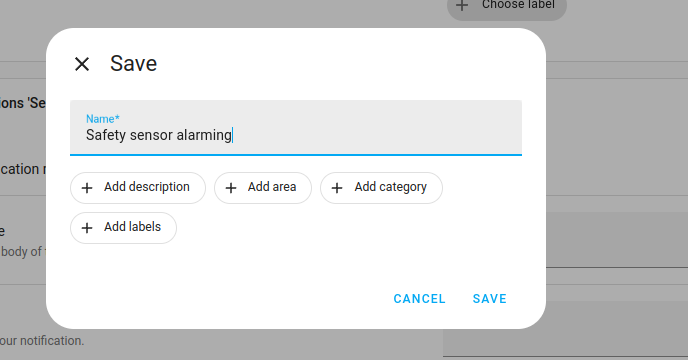 Choose label
Save
ions 'Se
Name*
Safety sensor alarming
cation r
Add description
Add area
Add category
Add labels
e
body of
CANCEL
SAVE
our notification.